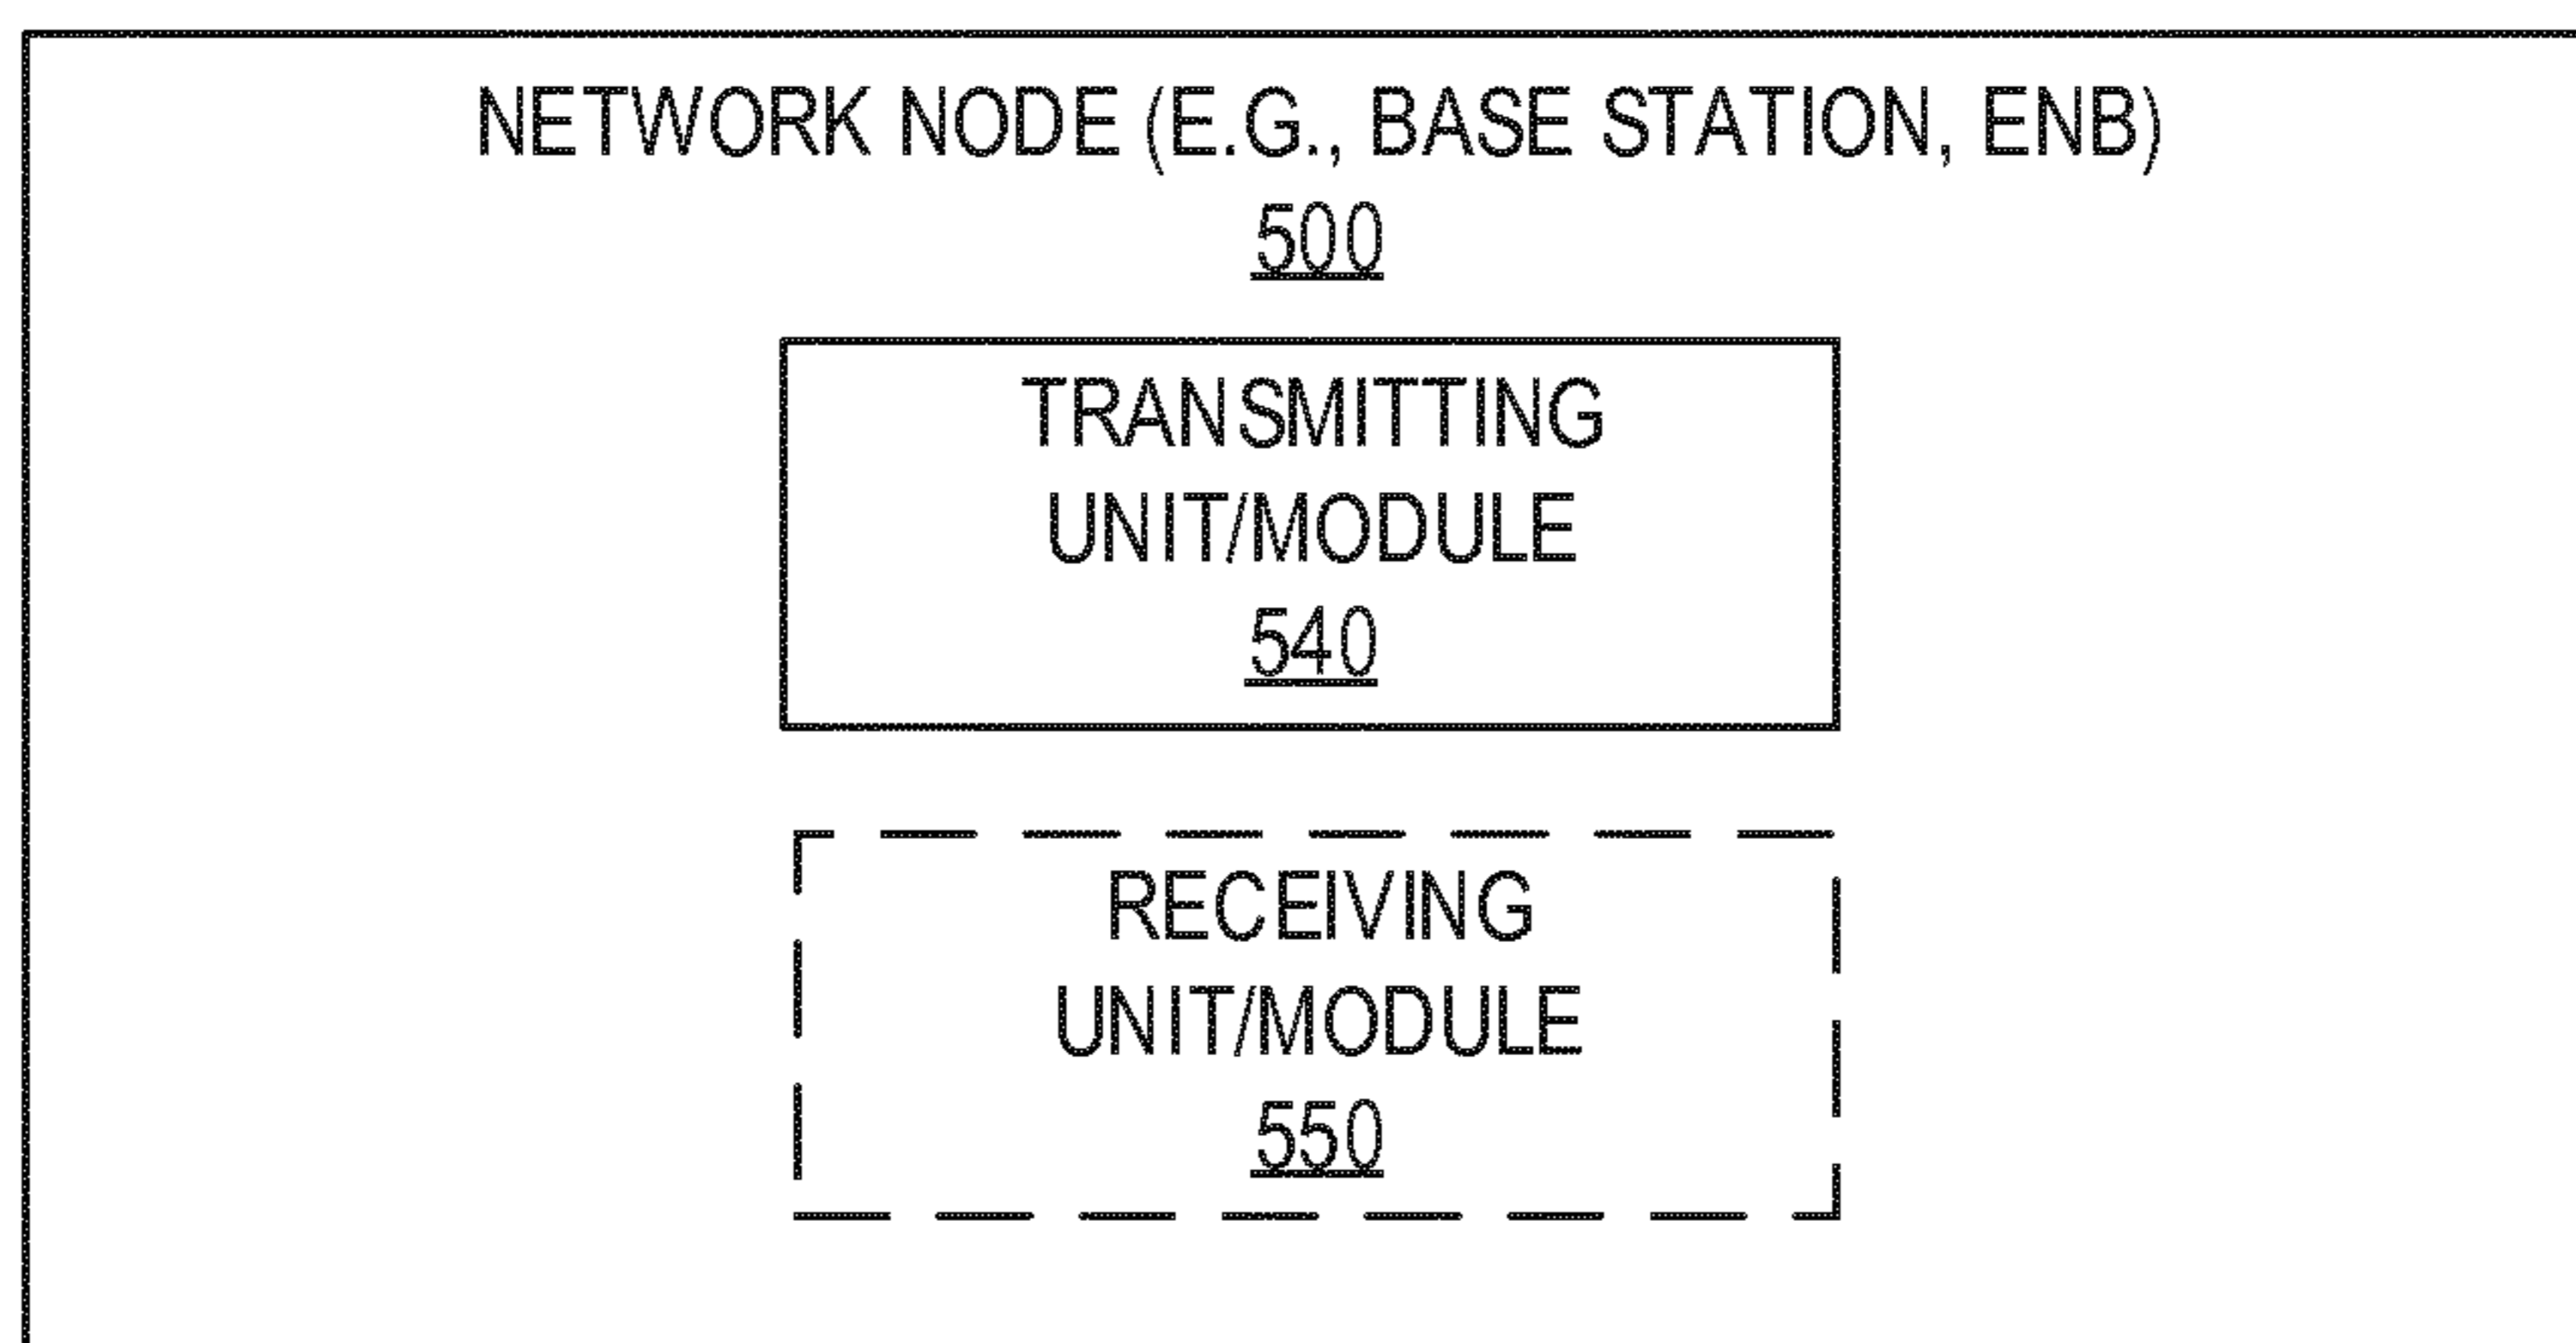 NETWORK NODE (E.G., BASE STATION, ENB)
500
TRANSMITTING
UNIT/MODULE
540
RECEIVING
UNIT/MODULE
550